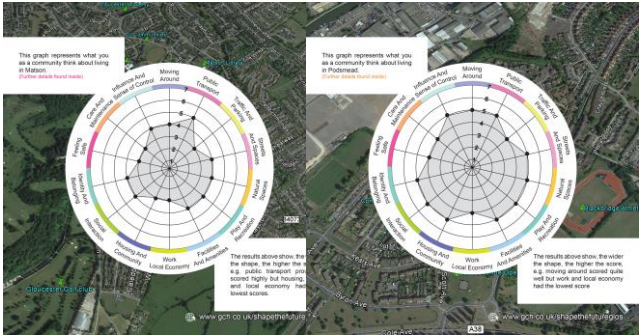 This graph represents what you
as a community think about living
in Matson.
(Further details found inside)
Moving
Around
Public
Transport
Traffic And
Parking
Streets
And Spaces
Natural
Spaces
Play And
Recreation
Facilities
And Amenities
Work
Local Economy
Housing And
Community
Social
Interaction
Identity And
Belonging
Feeling
Safe
Care And
Maintenance
Influence And
Sense of Control
The results above show, the
the shape, the higher the s
e.g. public transport pro
scored highly but housing,
and local economy had
lowest scores.
Gloucester Golf club
www.gch.co.uk/shapethefuture
This graph represents what you
as a community think about living
in Podsmead.
(Further details found inside)
Moving
Around
Public
Transport
Traffic And
Parking
Streets
And Spaces
Natural
Spaces
Play And
Recreation
Facilities
And Amenities
Work
Local Economy
Housing And
Community
Social
Interaction
Identity And
Belonging
Feeling
Safe
Care And
Maintenance
Influence And
Sense of Control
The results above show, the wider
the shape, the higher the score,
e.g. moving around scored quite
well but work and local economy
had the lowest score
www.gch.co.uk/shapethefutureglos
A38